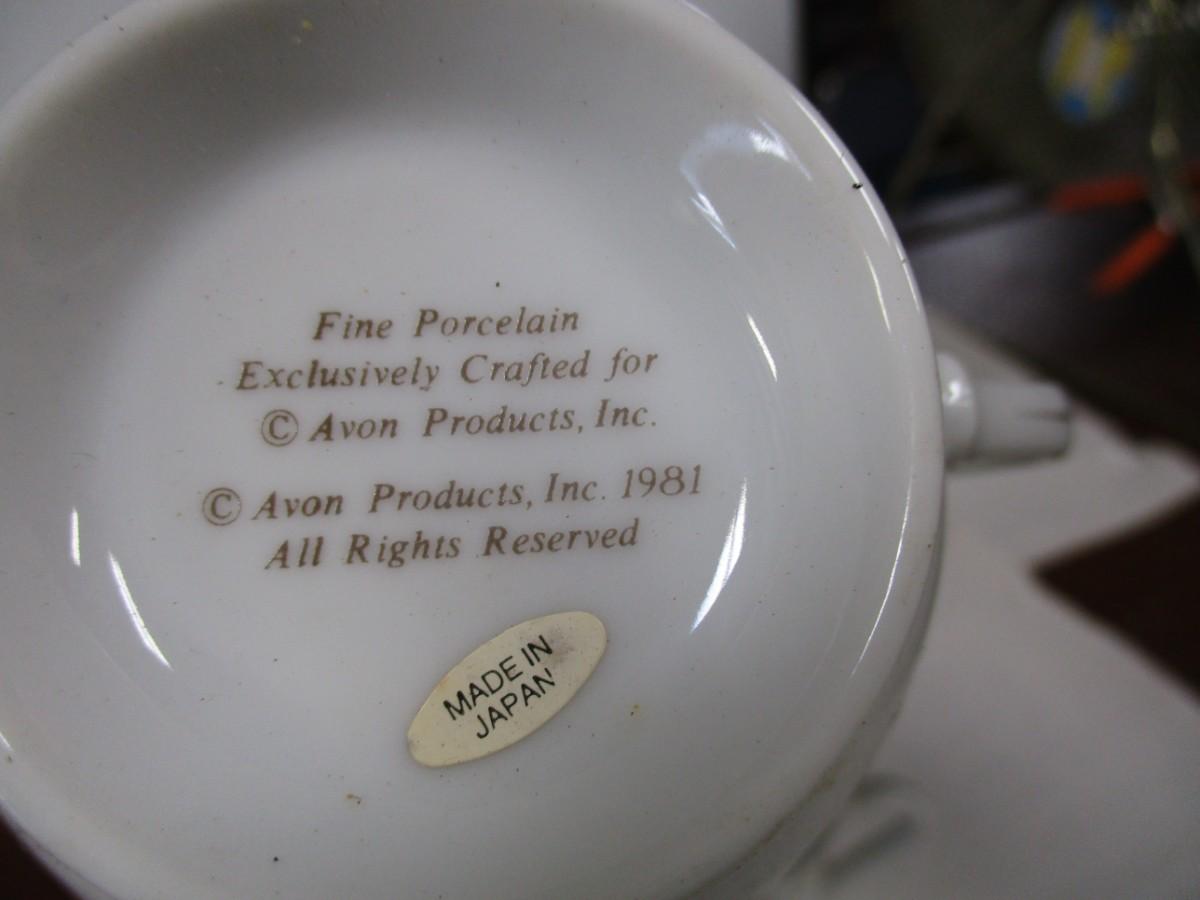 Fine Porcelain
Exclusively Crafted for
© Avon Products, Inc.
© Avon Products, Inc. 1981
All Rights Reserved
MADE IN
JAPAN